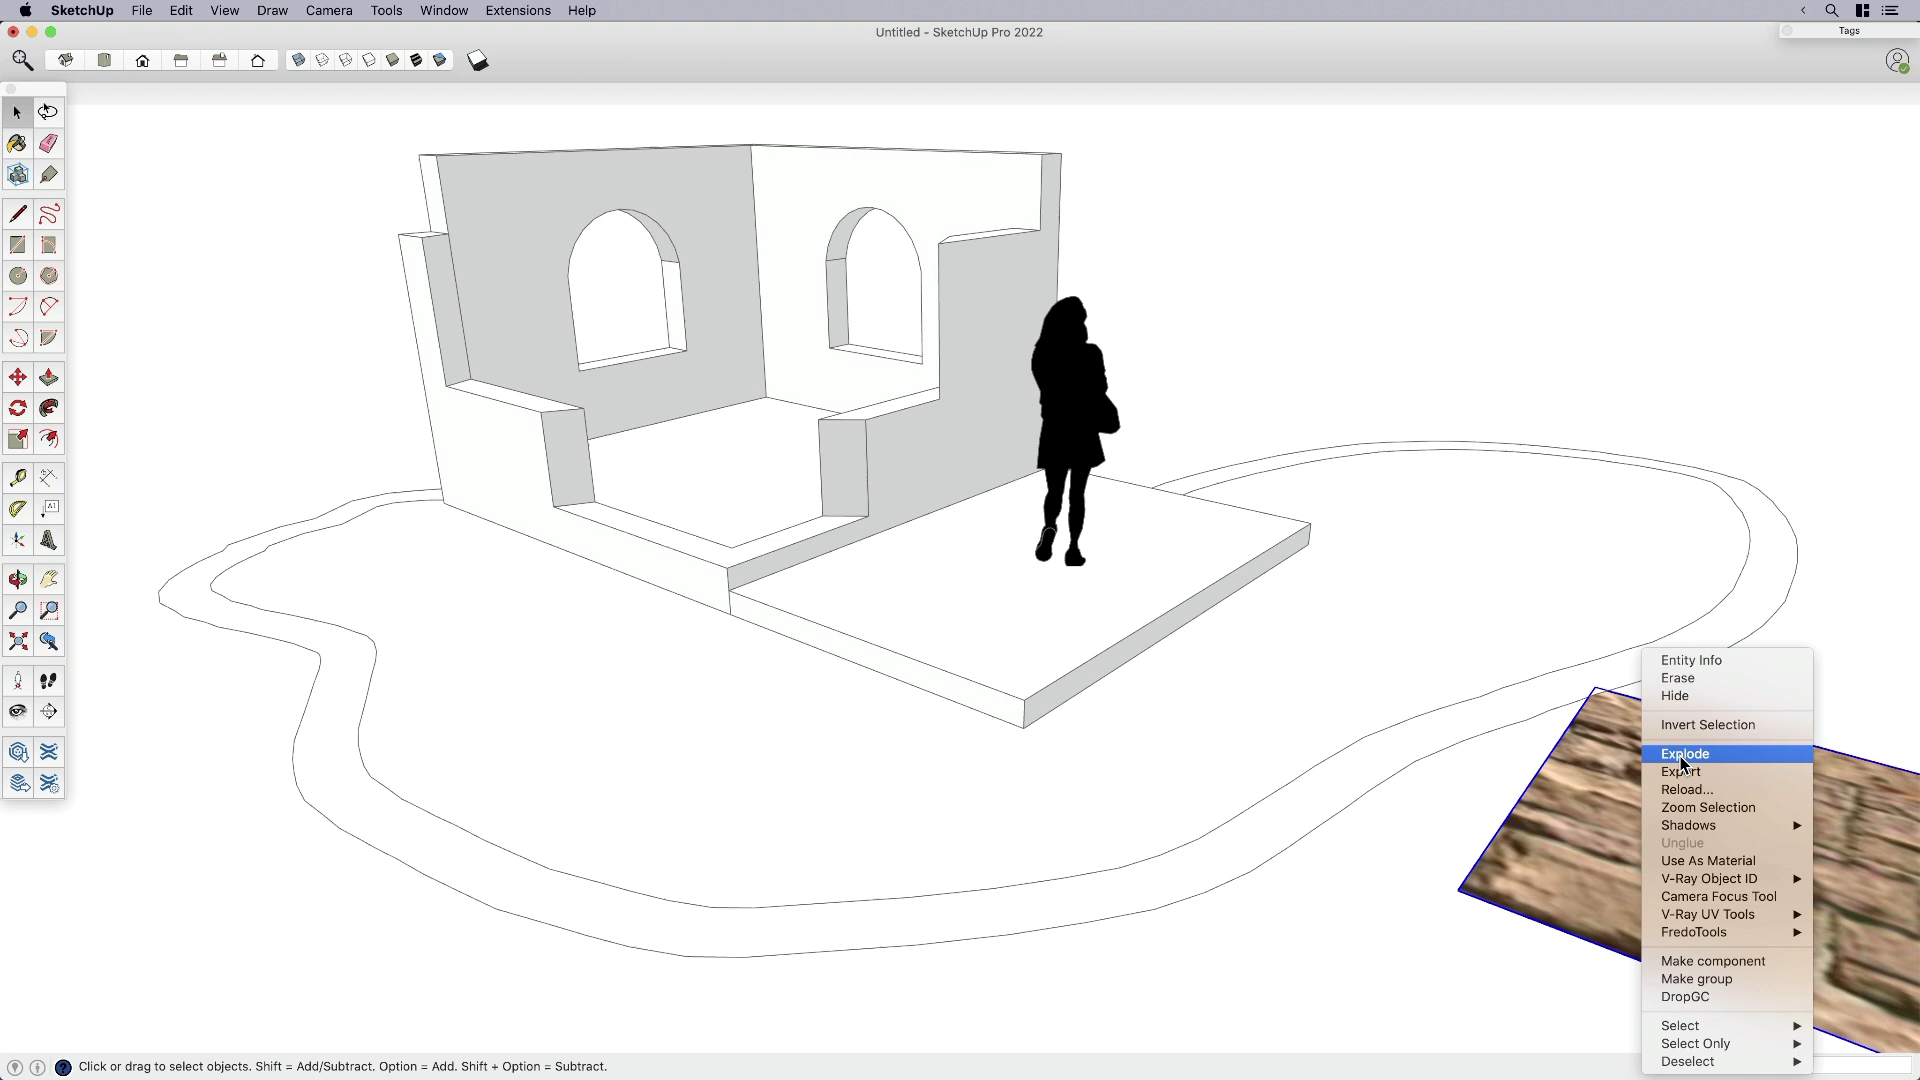 SketchUp File Edit View Draw Camera Tools Window Extensions Help
Untitled - SketchUp Pro 2022
Tags
A1
Entity Info
Erase
Hide
Invert Selection
Explode
Export
Reload...
Zoom Selection
Shadows
Unglue
Use As Material
V-Ray Object ID
Camera Focus Tool
V-Ray UV Tools
FredoTools
Make component
Make group
DropGC
Select
Select Only
Deselect
Click or drag to select objects. Shift = Add/Subtract. Option = Add. Shift + Option = Subtract.